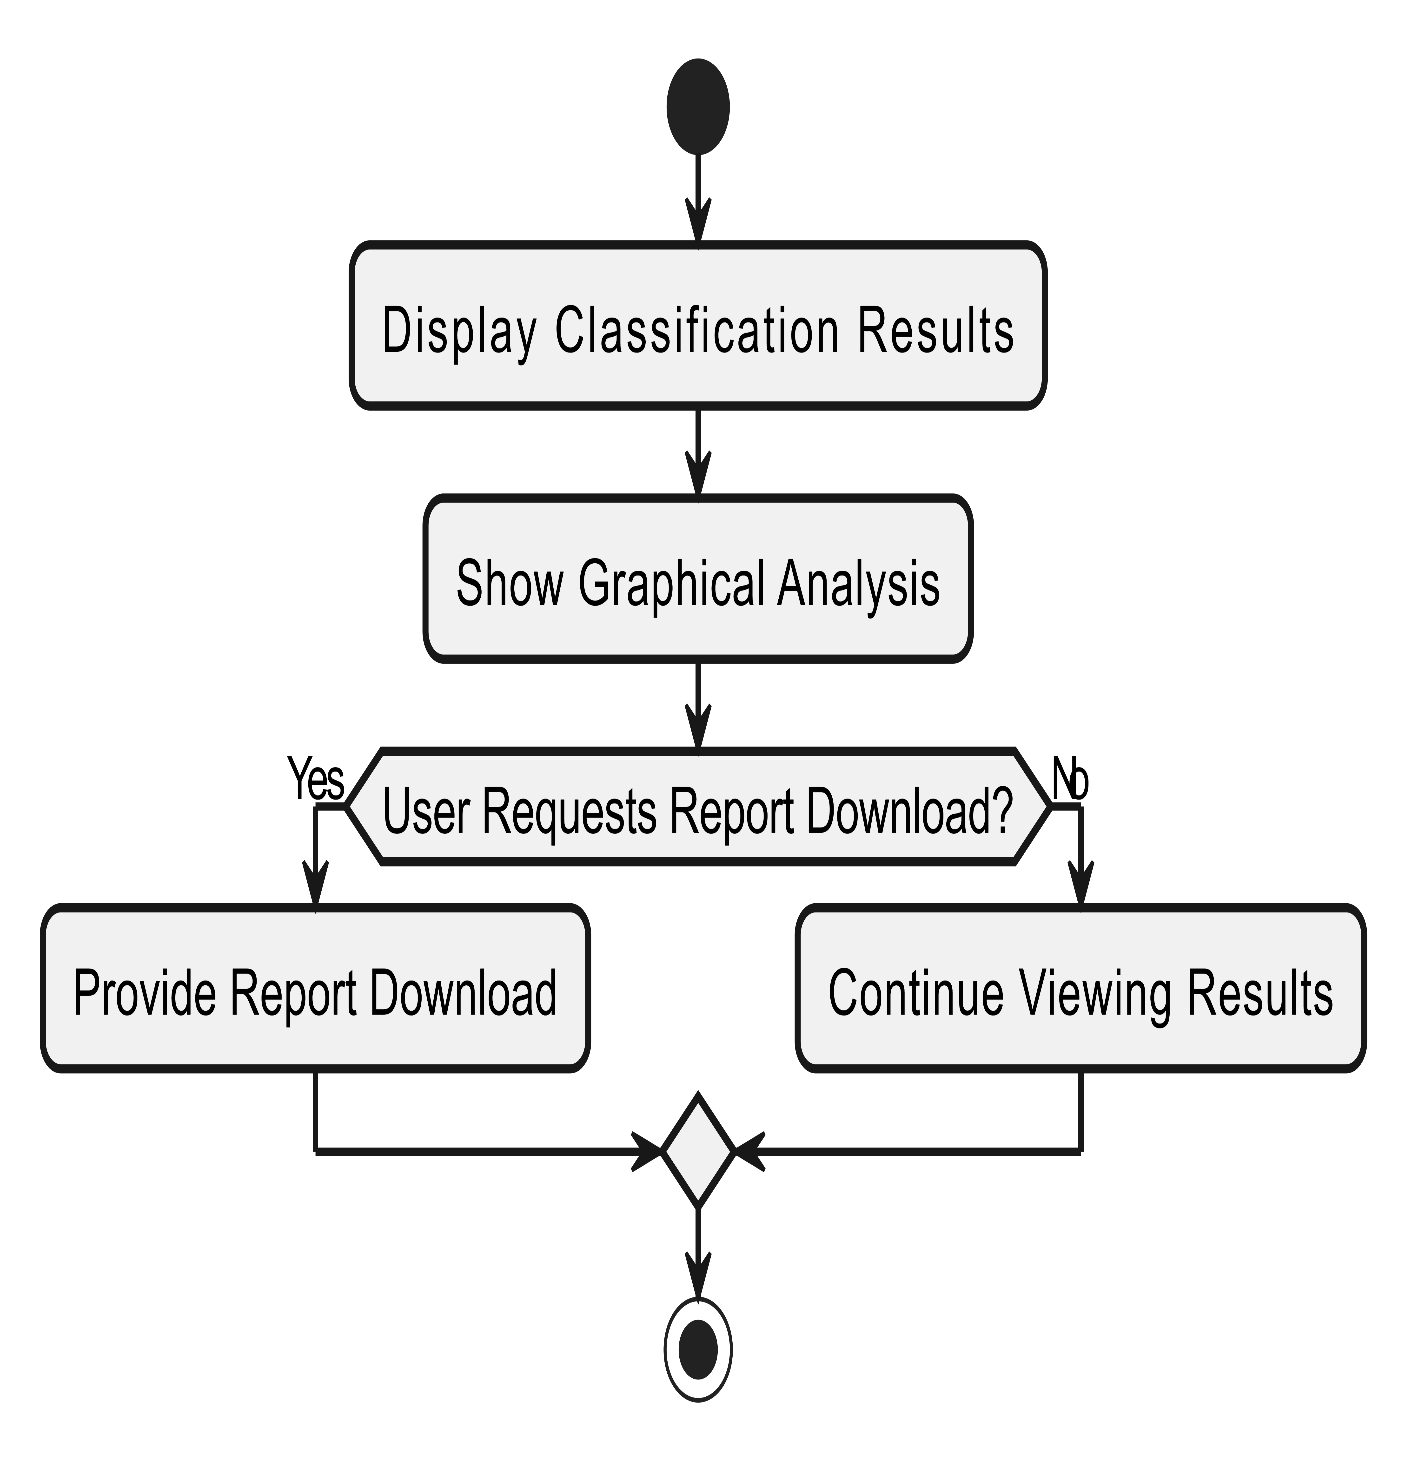 Display Classification Results
Show Graphical Analysis
Yes
No
User Requests Report Download?
Provide Report Download
Continue Viewing Results